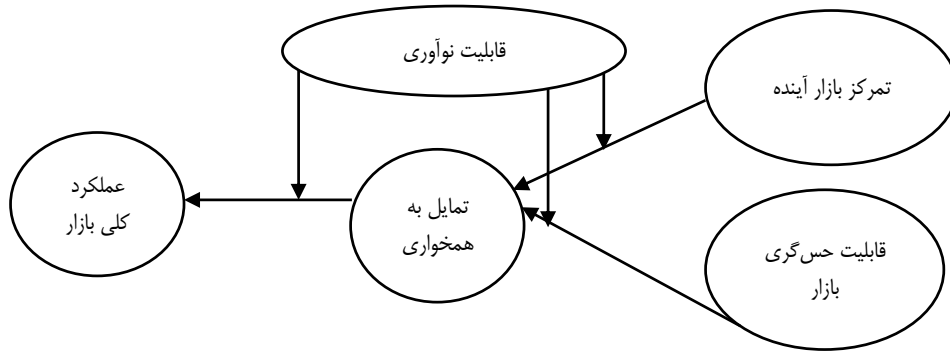 قابلیت نوآوری
تمرکز بازار آینده
عملکرد
کلی بازار
تمایل به
همخواری
قابلیت حس‌گری
بازار